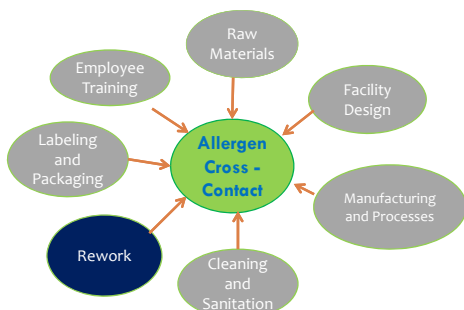 Raw
Materials
Employee
Training
Facility
Design
Allergen
Cross -
Contact
Labeling
and
Packaging
Manufacturing
and Processes
Rework
Cleaning
and
Sanitation